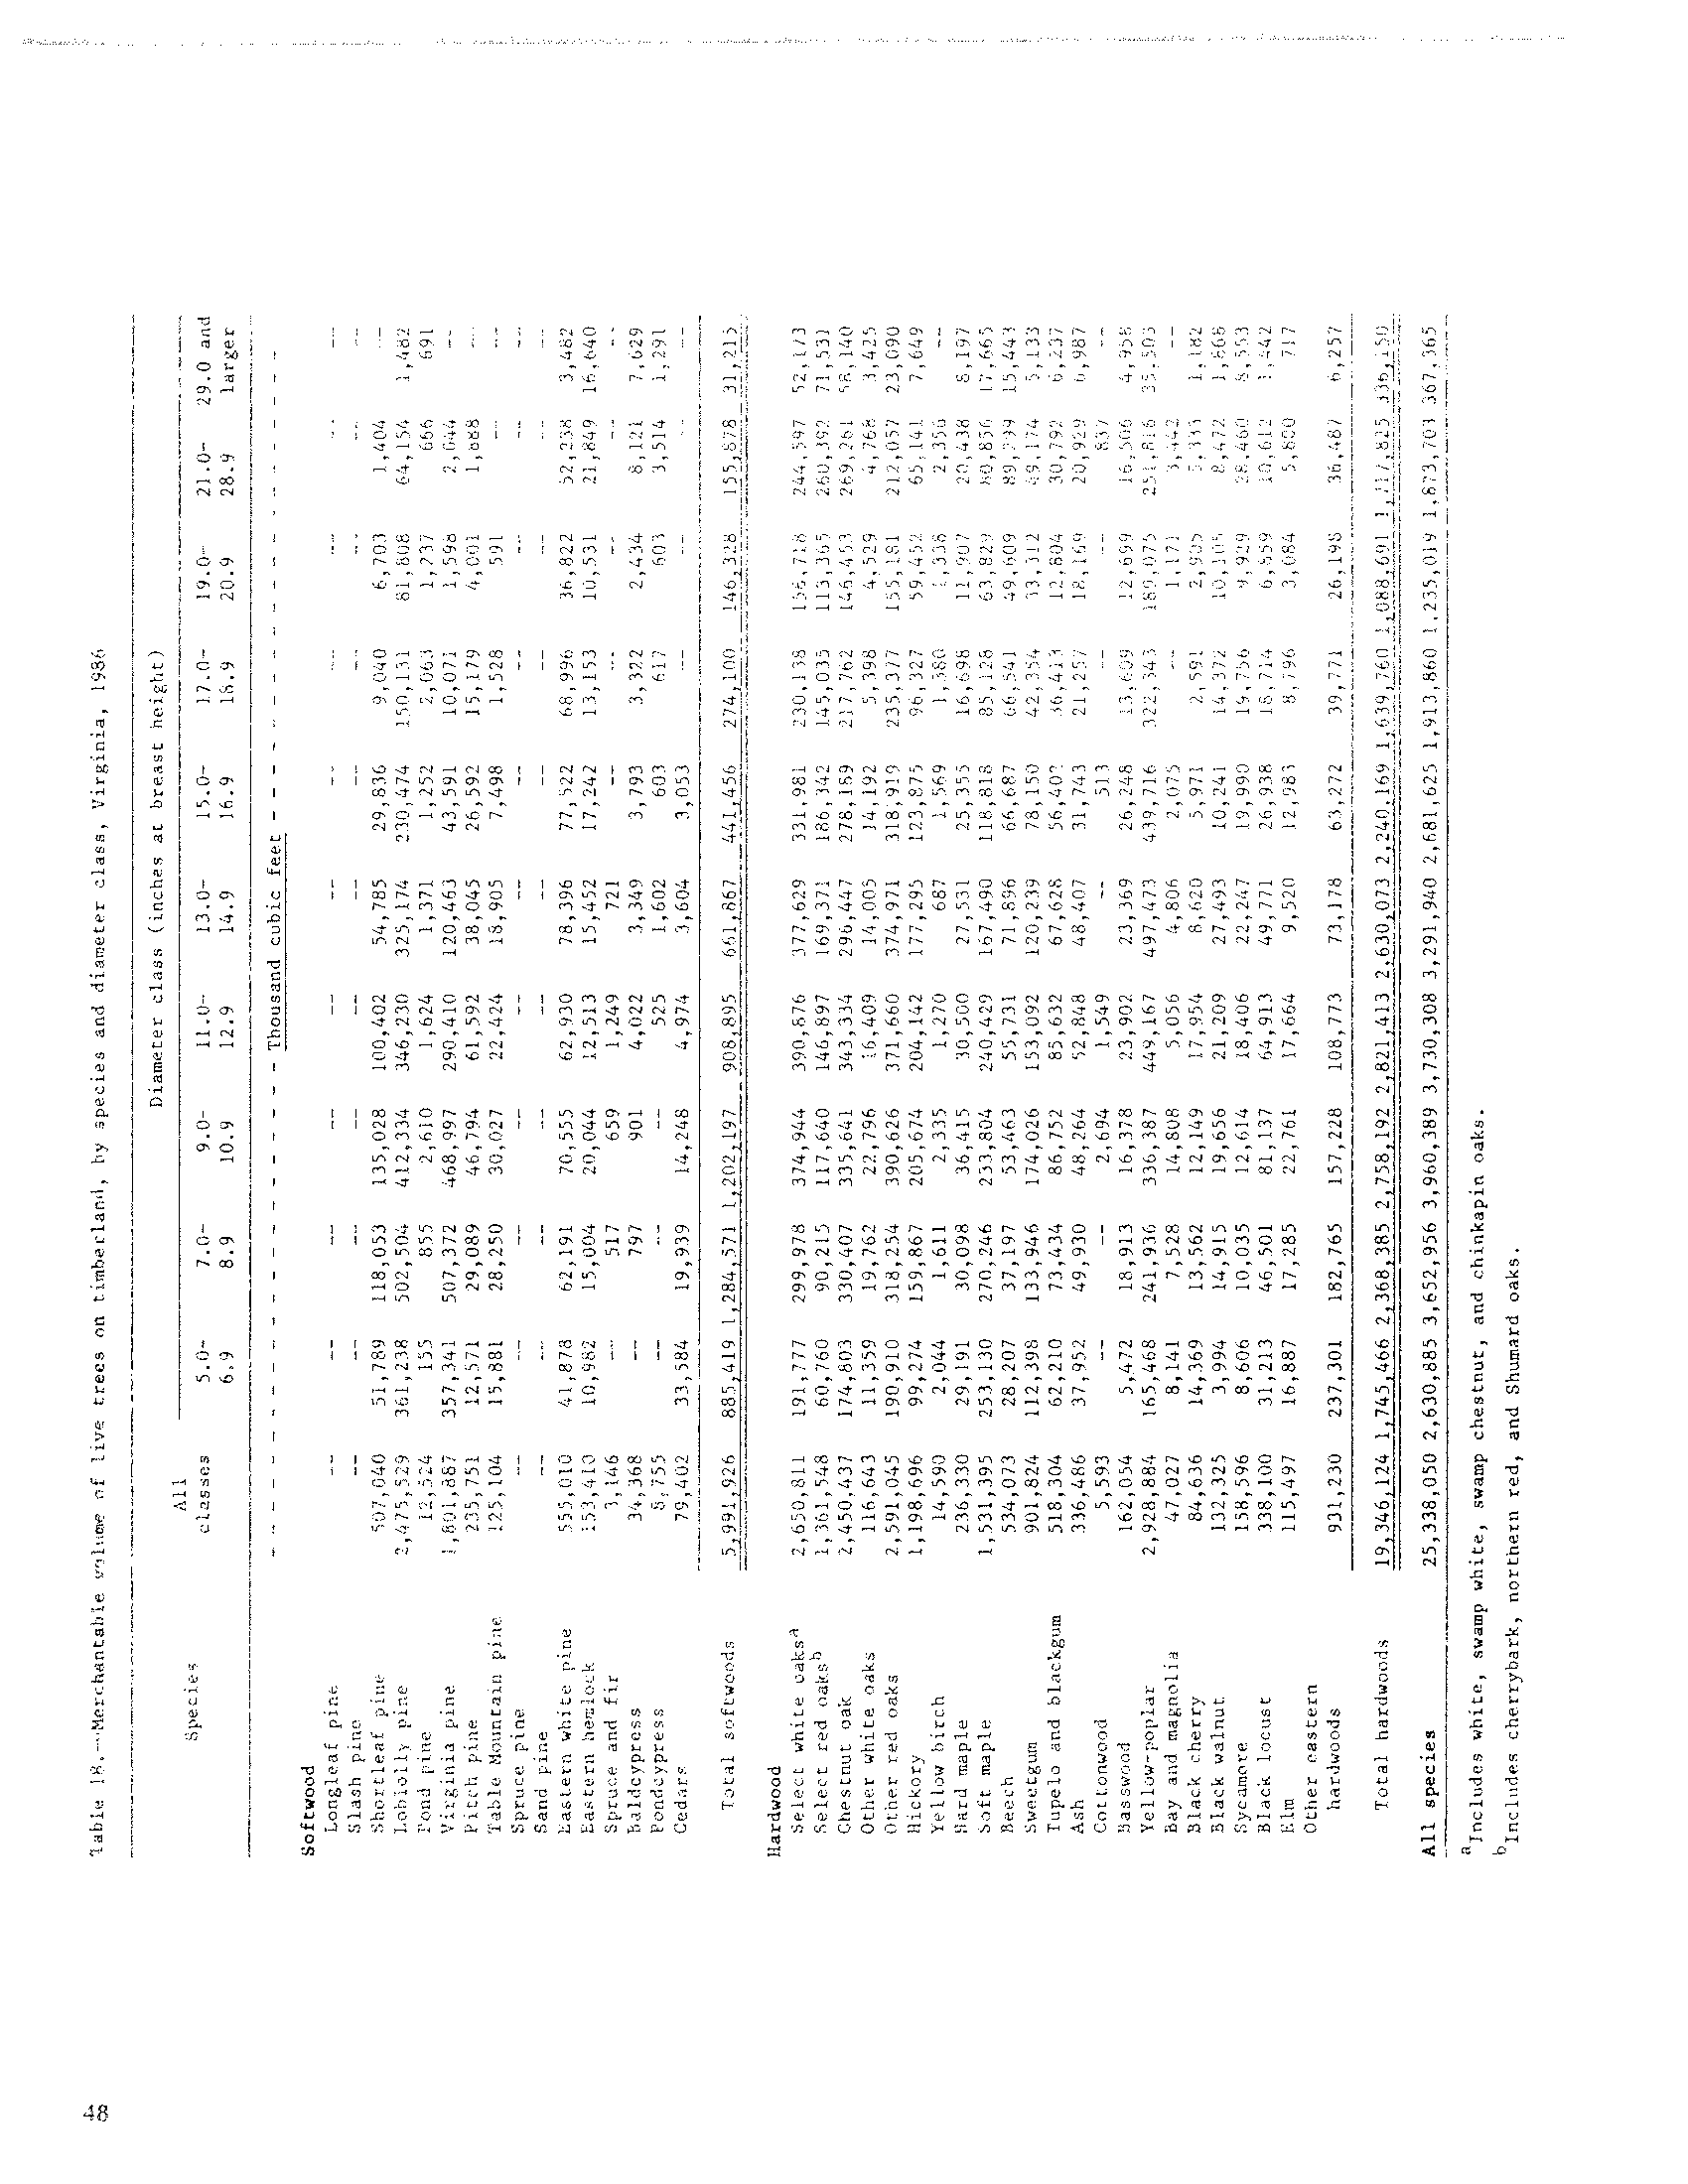 48
Table 18.--Merchantable volume of live trees on timberland, by species and diameter class, Virginia, 1986
Diameter class (inches at breast height)
Species All classes 5.0-6.9 7.0-8.9 9.0-10.9 11.0-12.9 13.0-14.9 15.0-16.9 17.0-18.9 19.0-20.9 21.0-28.9 29.0 and larger
- - - - - - - - - - Thousand cubic feet - - - - - - - - - -
Softwood
Longleaf pine -- -- -- -- -- -- -- -- -- -- --
Slash pine -- -- -- -- -- -- -- -- -- -- --
Shortleaf pine 507,040 51,789 118,053 135,028 100,402 54,785 29,836 9,040 6,703 1,404 --
Loblolly pine 2,475,529 361,238 502,504 412,334 346,230 325,174 230,474 150,131 81,808 64,154 1,482
Pond pine 12,524 155 855 2,610 1,624 1,371 1,252 2,063 1,737 666 691
Virginia pine 1,801,887 357,341 507,372 468,997 290,410 120,463 43,591 10,071 1,598 2,044 --
Pitch pine 235,751 12,571 29,089 46,794 61,592 38,045 26,592 15,179 4,001 1,888 --
Table Mountain pine 125,104 15,881 28,250 30,027 22,424 18,905 7,498 1,528 591 -- --
Spruce pine -- -- -- -- -- -- -- -- -- -- --
Sand pine -- -- -- -- -- -- -- -- -- -- --
Eastern white pine 555,010 41,878 62,191 70,555 62,930 78,396 77,522 68,996 36,822 52,238 3,482
Eastern hemlock 153,410 10,982 15,004 20,044 12,513 15,452 17,242 13,153 10,531 21,849 16,640
Spruce and fir 3,146 -- 517 659 1,249 721 -- -- -- -- --
Baldcypress 34,368 -- 797 901 4,022 3,349 3,793 3,322 2,434 8,121 7,629
Pondcypress 8,755 -- -- -- 525 1,602 603 617 603 3,514 1,291
Cedars 79,402 33,584 19,939 14,248 4,974 3,604 3,053 -- -- -- --
Total softwoods 5,991,926 885,419 1,284,571 1,202,197 908,895 661,867 441,456 274,100 146,328 155,878 31,215
Hardwood
Select white oaksa 2,650,811 191,777 299,978 374,944 390,876 377,629 331,981 230,138 156,718 244,597 52,173
Select red oaksb 1,361,548 60,760 90,215 117,640 146,897 169,371 186,342 145,035 113,365 260,392 71,531
Chestnut oak 2,450,437 174,803 330,407 335,641 343,334 296,447 278,189 217,762 146,453 269,261 58,140
Other white oaks 116,643 11,359 19,762 22,796 16,409 14,005 14,192 5,398 4,529 4,768 3,425
Other red oaks 2,591,045 190,910 318,254 390,626 371,660 374,971 318,919 235,377 155,181 212,057 23,090
Hickory 1,198,696 99,274 159,867 205,674 204,142 177,295 123,875 96,327 59,452 65,141 7,649
Yellow birch 14,590 2,044 1,611 2,335 1,270 687 1,569 1,380 1,338 2,356 --
Hard maple 236,330 29,191 30,098 36,415 30,500 27,531 25,355 16,698 11,907 20,438 8,197
Soft maple 1,531,395 253,130 270,246 233,804 240,429 167,490 118,818 85,128 63,829 80,856 17,665
Beech 534,073 28,207 37,197 53,463 55,731 71,896 66,687 66,541 49,609 89,299 15,443
Sweetgum 901,824 112,398 133,946 174,026 153,092 120,239 78,150 42,354 33,312 49,174 5,133
Tupelo and blackgum 518,304 62,210 73,434 86,752 85,632 67,628 56,402 36,413 12,804 30,792 6,237
Ash 336,486 37,952 49,930 48,264 52,848 48,407 31,743 21,257 18,169 20,929 6,987
Cottonwood 5,593 -- -- 2,694 1,549 -- 513 -- -- 837 --
Basswood 162,054 5,472 18,913 16,378 23,902 23,369 26,248 13,609 12,699 16,506 4,958
Yellow-poplar 2,928,884 165,468 241,936 336,387 449,167 497,473 439,716 322,343 189,075 251,816 35,503
Bay and magnolia 47,027 8,141 7,528 14,808 5,056 4,806 2,075 -- 1,171 3,442 --
Black cherry 84,636 14,369 13,562 12,149 17,954 8,620 5,971 2,591 2,905 5,333 1,182
Black walnut 132,325 3,994 14,915 19,656 21,209 27,493 10,241 14,372 10,105 8,472 1,868
Sycamore 158,596 8,606 10,035 12,614 18,406 22,247 19,990 19,756 9,929 28,460 8,553
Black locust 338,100 31,213 46,501 81,137 64,913 49,771 26,938 18,714 6,859 10,612 1,442
Elm 115,497 16,887 17,285 22,761 17,664 9,520 12,983 8,796 3,084 5,800 717
Other eastern
hardwoods 931,230 237,301 182,765 157,228 108,773 73,178 63,272 39,771 26,198 36,487 6,257
Total hardwoods 19,346,124 1,745,466 2,368,385 2,758,192 2,821,413 2,630,073 2,240,169 1,639,760 1,088,691 1,717,825 336,150
All species 25,338,050 2,630,885 3,652,956 3,960,389 3,730,308 3,291,940 2,681,625 1,913,860 1,235,019 1,873,703 367,365
aIncludes white, swamp white, swamp chestnut, and chinkapin oaks.
bIncludes cherrybark, northern red, and Shumard oaks.